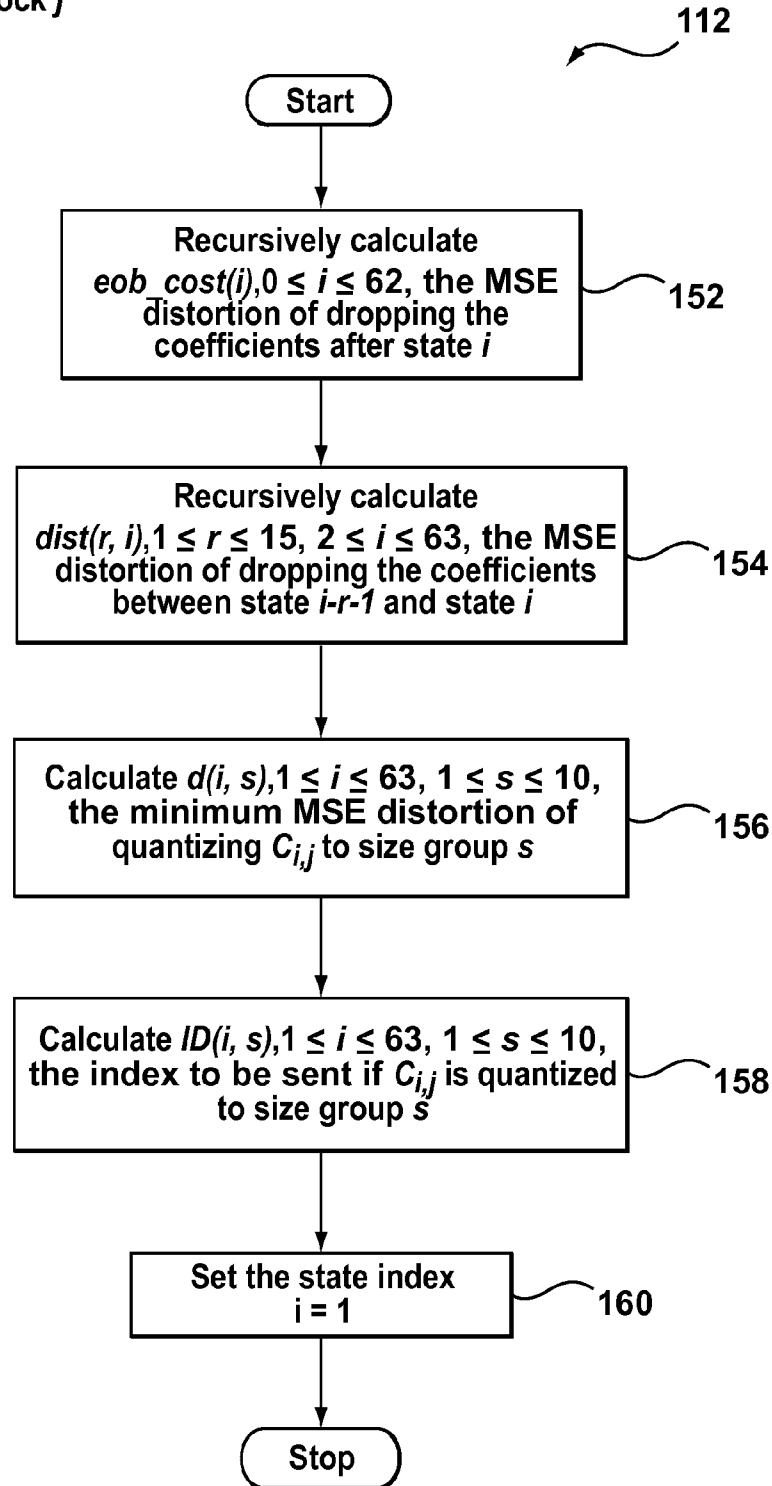 112
Start
Recursively calculate
eob_cost(i),0 ≤ i ≤ 62, the MSE
distortion of dropping the
coefficients after state i
152
Recursively calculate
dist(r, i),1 ≤ r ≤ 15, 2 ≤ i ≤ 63, the MSE
distortion of dropping the coefficients
between state i-r-1 and state i
154
Calculate d(i, s),1 ≤ i ≤ 63, 1 ≤ s ≤ 10,
the minimum MSE distortion of
quantizing Ci,j to size group s
156
Calculate ID(i, s),1 ≤ i ≤ 63, 1 ≤ s ≤ 10,
the index to be sent if Ci,j is quantized
to size group s
158
Set the state index
i = 1
160
Stop